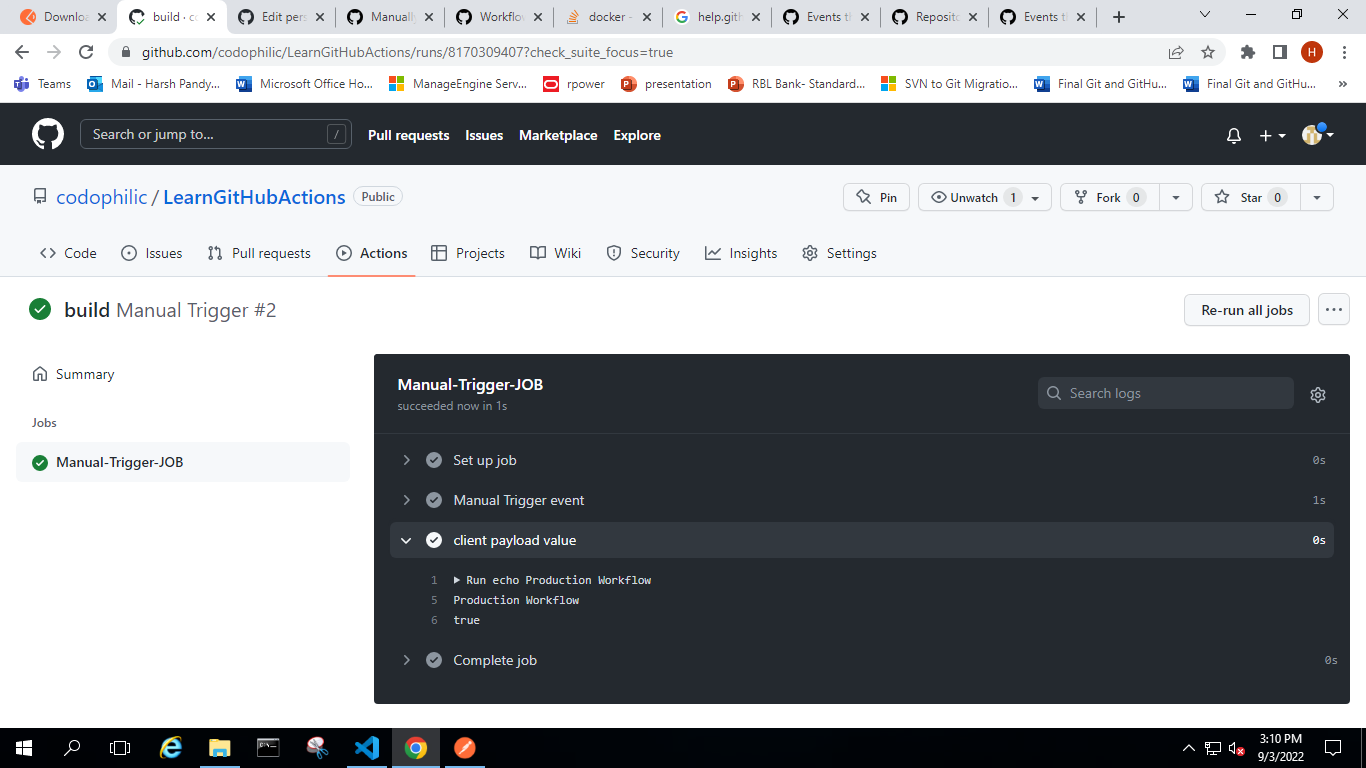 Downloa
build · co
Edit pers
Manually
Workflow
docker -
help.gith
Events th
Reposito
Events th
github.com/codophilic/LearnGitHubActions/runs/8170309407?check_suite_focus=true
H
Teams
Mail - Harsh Pandy...
Microsoft Office Ho...
ManageEngine Serv...
rpower
presentation
RBL Bank- Standard...
SVN to Git Migratio...
Final Git and GitHu...
Final Git and GitHu...
»
Search or jump to...
/
Pull requests
Issues
Marketplace
Explore
codophilic / LearnGitHubActions
Public
Pin
Unwatch 1
Fork 0
Star 0
Code
Issues
Pull requests
Actions
Projects
Wiki
Security
Insights
Settings
build Manual Trigger #2
Re-run all jobs
Summary
Jobs
Manual-Trigger-JOB
Manual-Trigger-JOB
succeeded now in 1s
Search logs
Set up job 0s
Manual Trigger event 1s
client payload value 0s
1 Run echo Production Workflow
5 Production Workflow
6 true
Complete job 0s
3:10 PM
9/3/2022